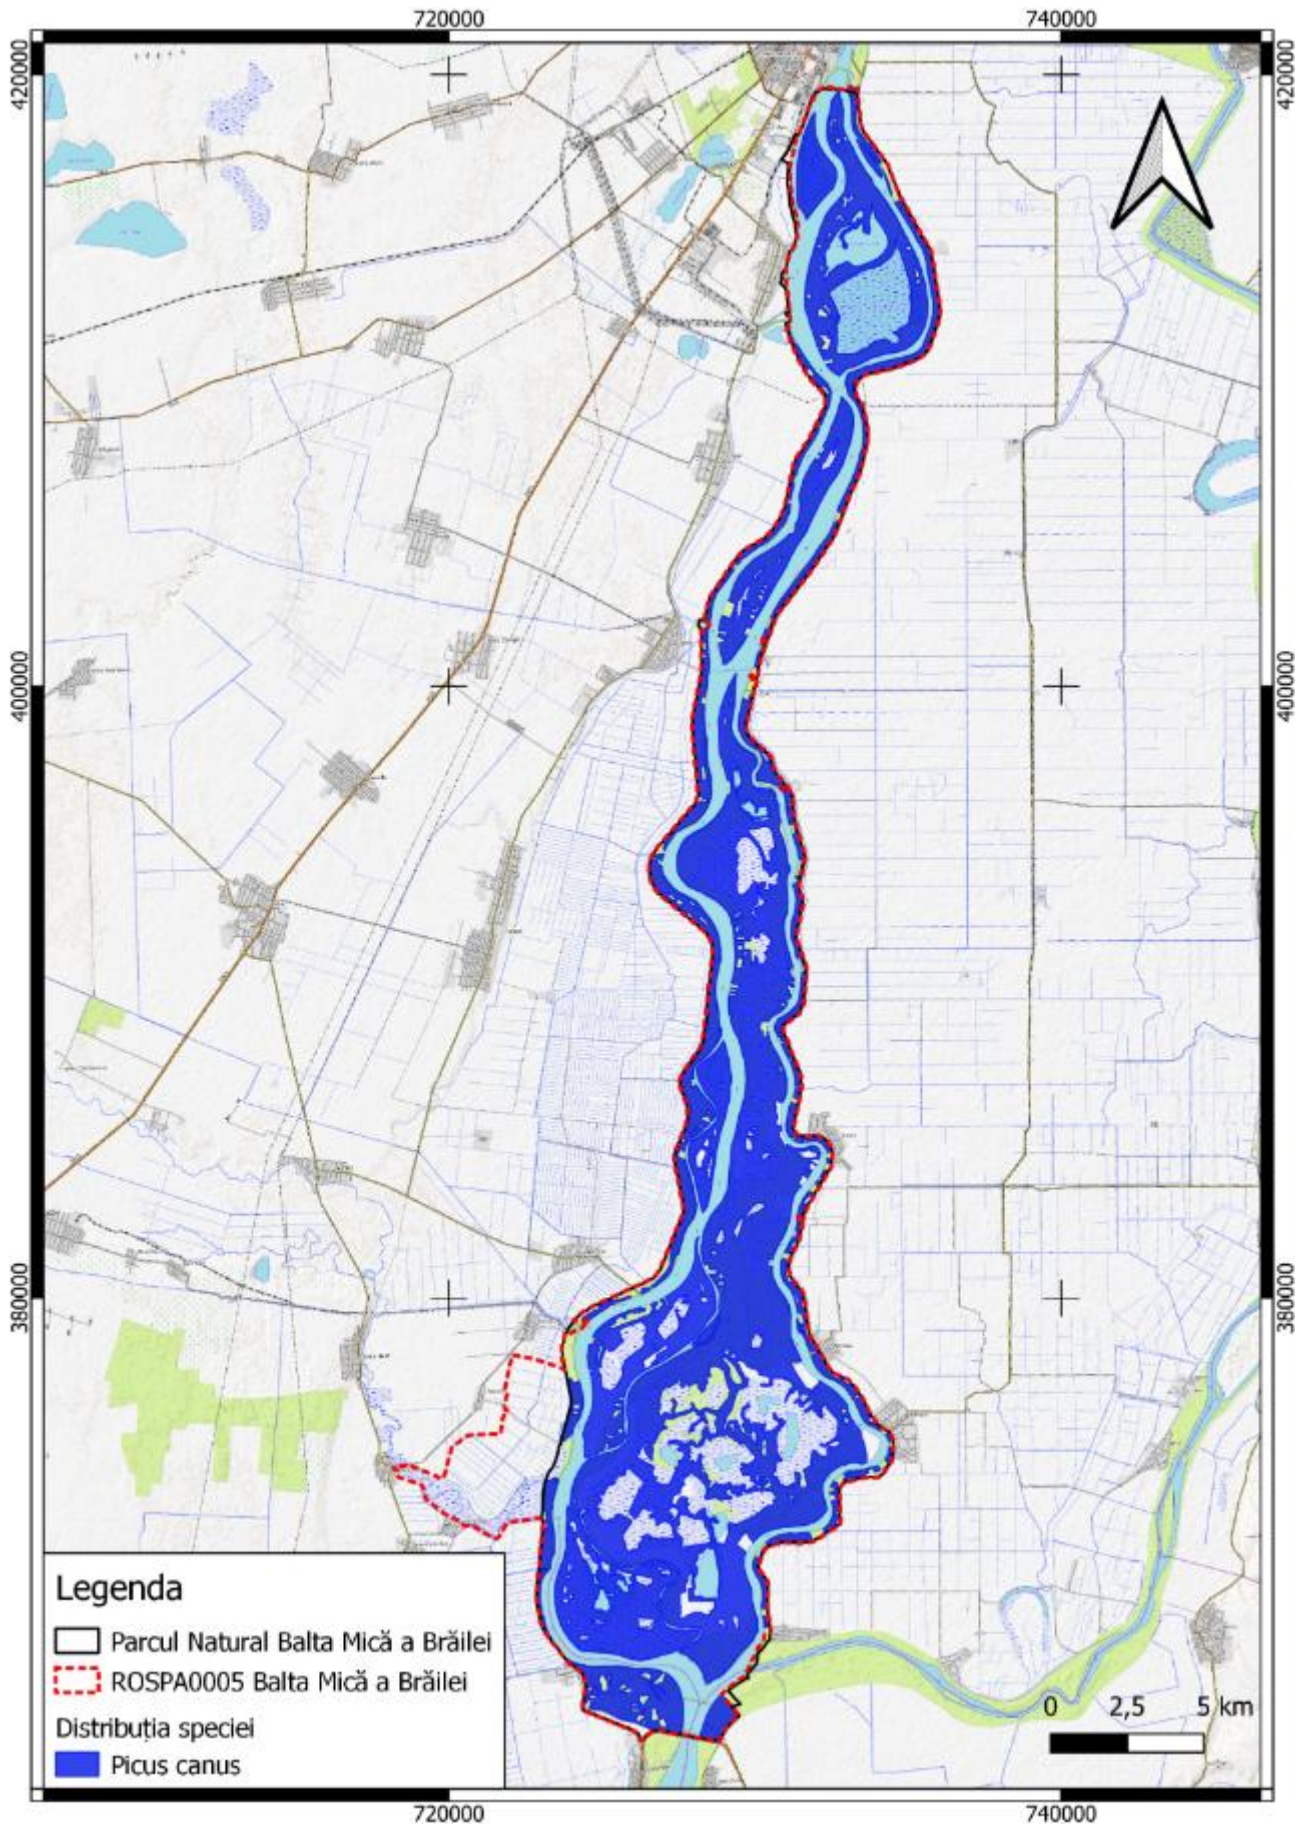 720000 740000
420000 420000
400000 400000
380000 380000
Legenda
Parcul Natural Balta Mică a Brăilei
ROSPA0005 Balta Mică a Brăilei
Distribuția speciei
Picus canus
0 2,5 5 km
720000 740000